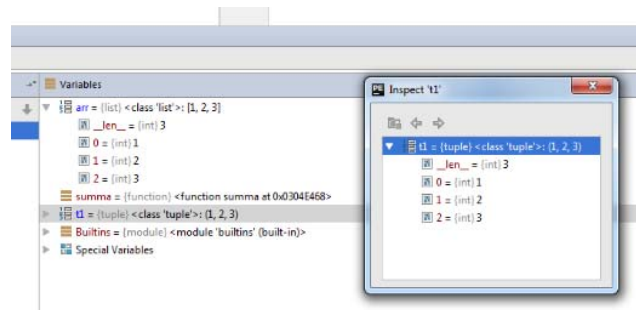 Variables
arr = {list} <class 'list'>: [1, 2, 3]
__len__ = {int} 3
0 = {int} 1
1 = {int} 2
2 = {int} 3
summa = {function} <function summa at 0x0304E468>
t1 = {tuple} <class 'tuple'>: (1, 2, 3)
Builtins = {module} <module 'builtins' (built-in)>
Special Variables
Inspect 't1'
t1 = {tuple} <class 'tuple'>: (1, 2, 3)
__len__ = {int} 3
0 = {int} 1
1 = {int} 2
2 = {int} 3